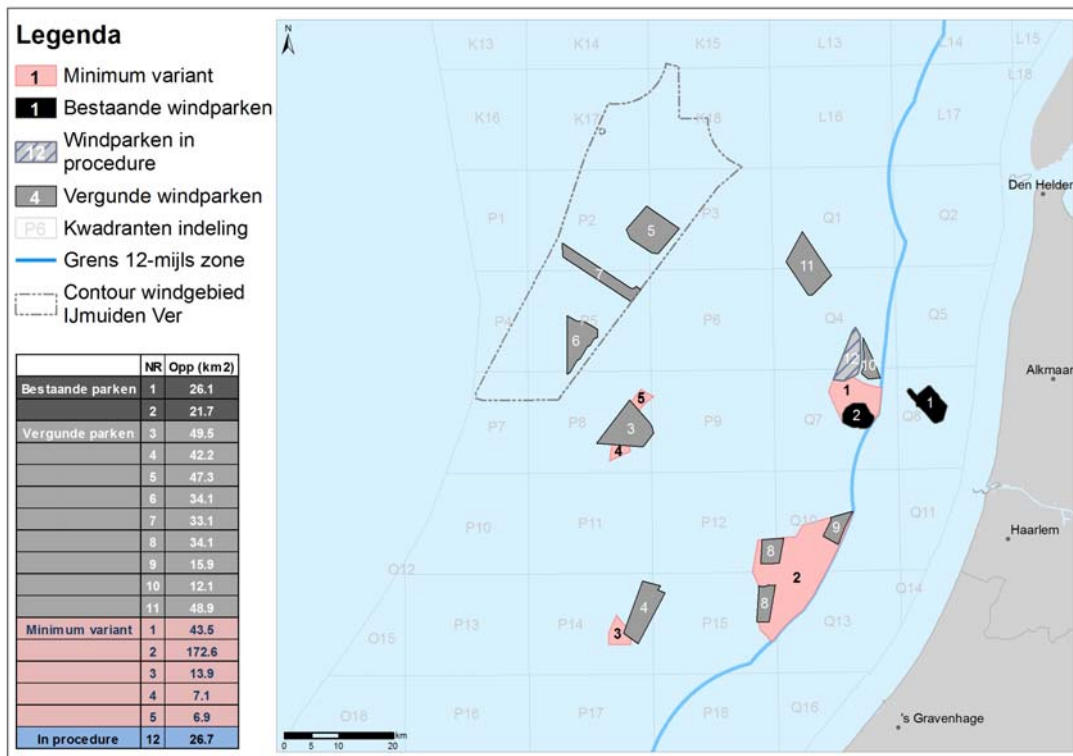 Legenda
1 Minimum variant
1 Bestaande windparken
12 Windparken in
procedure
4 Vergunde windparken
P6 Kwadranten indeling
Grens 12-mijls zone
Contour windgebied
IJmuiden Ver
NR Opp (km2)
Bestaande parken 1 26.1
2 21.7
Vergunde parken 3 49.5
4 42.2
5 47.3
6 34.1
7 33.1
8 34.1
9 15.9
10 12.1
11 48.9
Minimum variant 1 43.5
2 172.6
3 13.9
4 7.1
5 6.9
In procedure 12 26.7
N
K13 K14 K15 L13 L14 L15
L18
K16 K17 K18 L16 L17
Den Helder
P1 P2 P3 Q1 Q2
5
7
11
P4 P5 P6 Q4 Q5
6
12 10
Alkmaar
5
1
1
P7 P8 P9 Q7 2 Q8
3
4
P10 P11 P12 Q10 Q11
9
Haarlem
8
2
O12
Q14
8
4
O15 P13 P14 P15 Q13
3
O18 P16 P17 P18 Q16
's Gravenhage
0 5 10 20
km